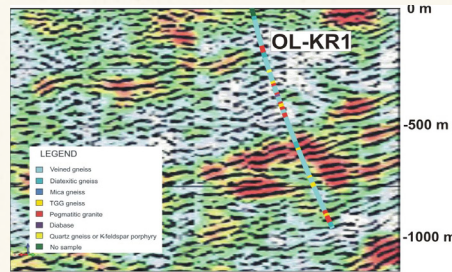 0 m
OL-KR1
-500 m
LEGEND
Veined gneiss
Diatexitic gneiss
Mica gneiss
TGG gneiss
Pegmatitic granite
Diabase
Quartz gneiss or K-feldspar porphyry
No sample
-1000 m